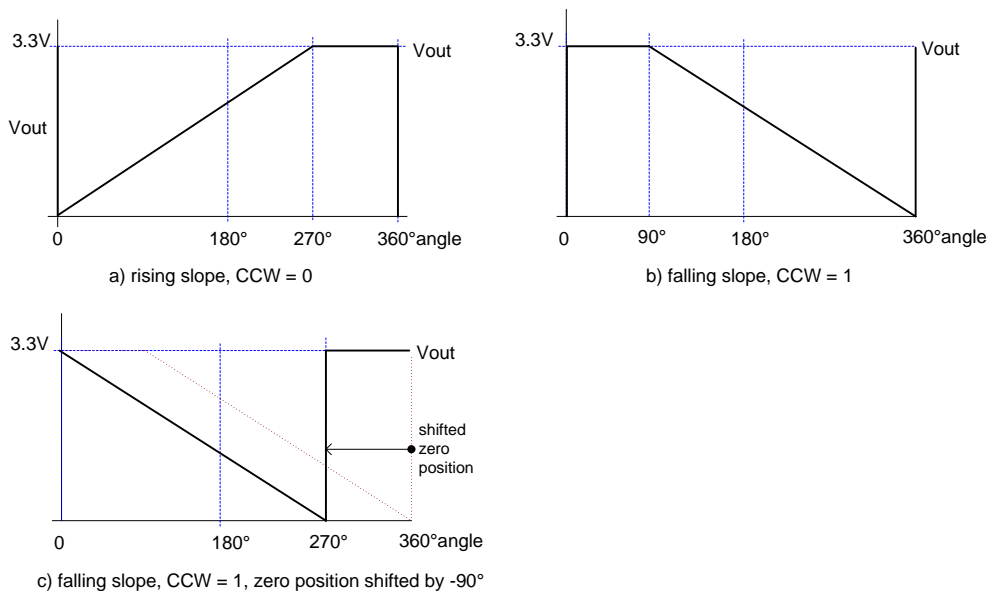 3.3V
Vout
Vout
0
180°
270°
360°angle
a) rising slope, CCW = 0
3.3V
Vout
0
90°
180°
360°angle
b) falling slope, CCW = 1
3.3V
Vout
shifted
zero
position
0
180°
270°
360°angle
c) falling slope, CCW = 1, zero position shifted by -90°